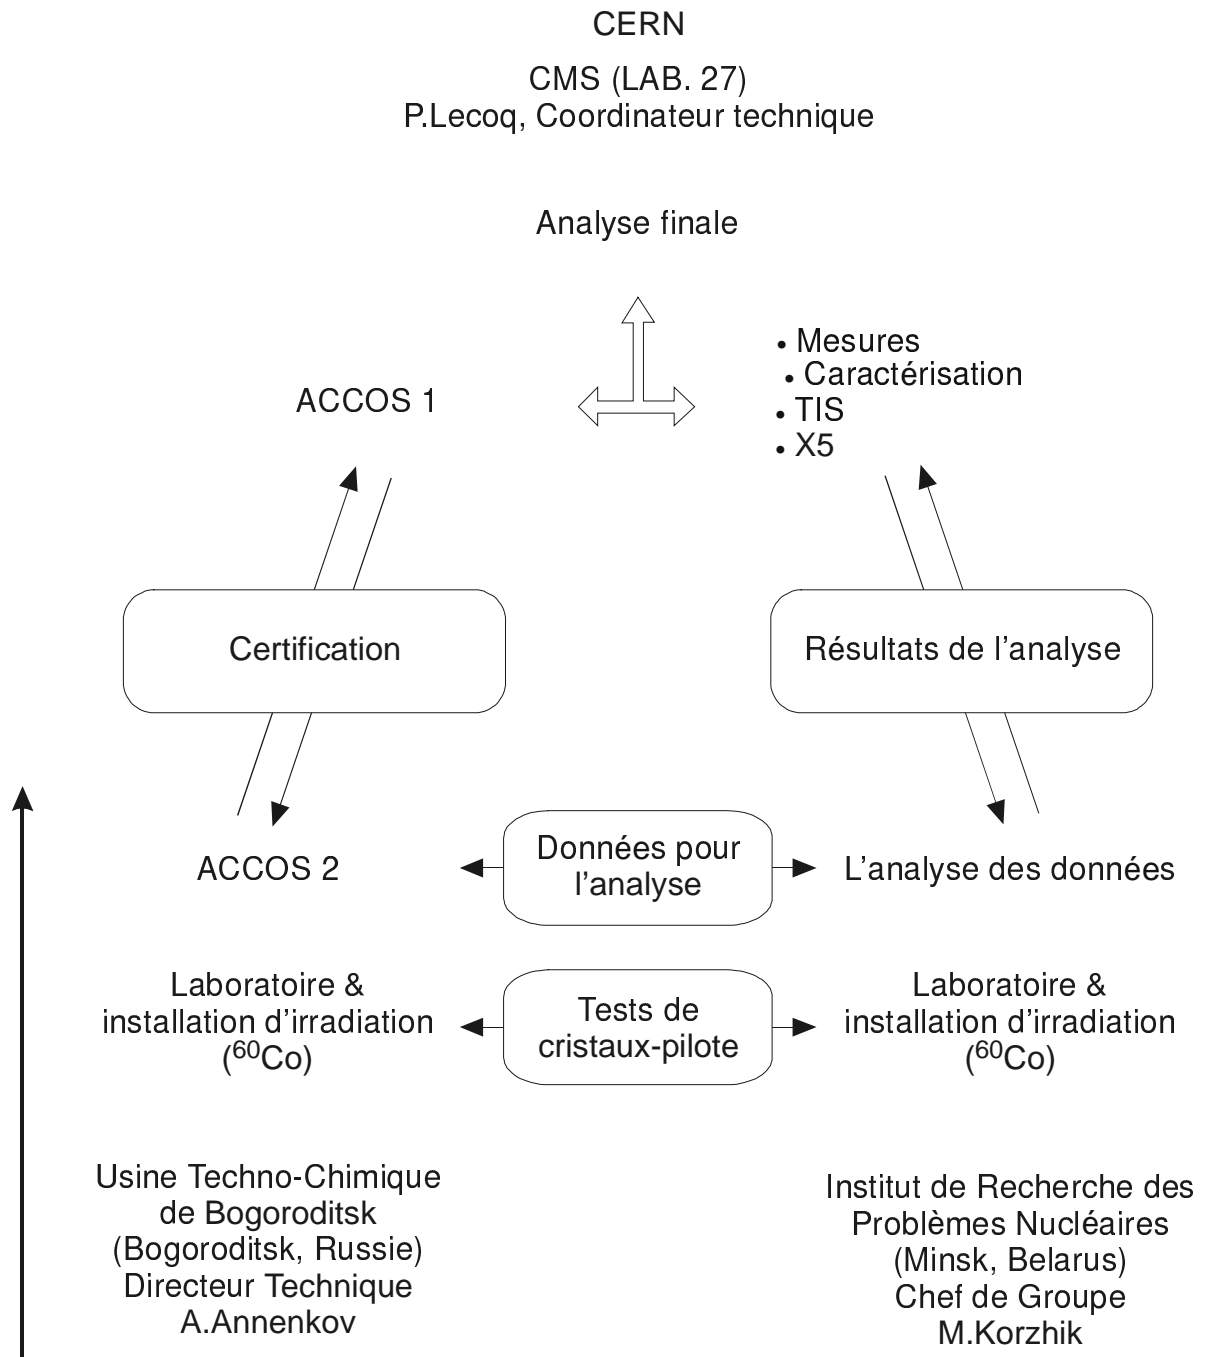 CERN
CMS (LAB. 27)
P.Lecoq, Coordinateur technique
Analyse finale
ACCOS 1
• Mesures
• Caractérisation
• TIS
• X5
Certification
Résultats de l'analyse
ACCOS 2
Données pour
l'analyse
L'analyse des données
Laboratoire &
installation d'irradiation
(⁶⁰Co)
Tests de
cristaux-pilote
Laboratoire &
installation d'irradiation
(⁶⁰Co)
Usine Techno-Chimique
de Bogoroditsk
(Bogoroditsk, Russie)
Directeur Technique
A.Annenkov
Institut de Recherche des
Problèmes Nucléaires
(Minsk, Belarus)
Chef de Groupe
M.Korzhik